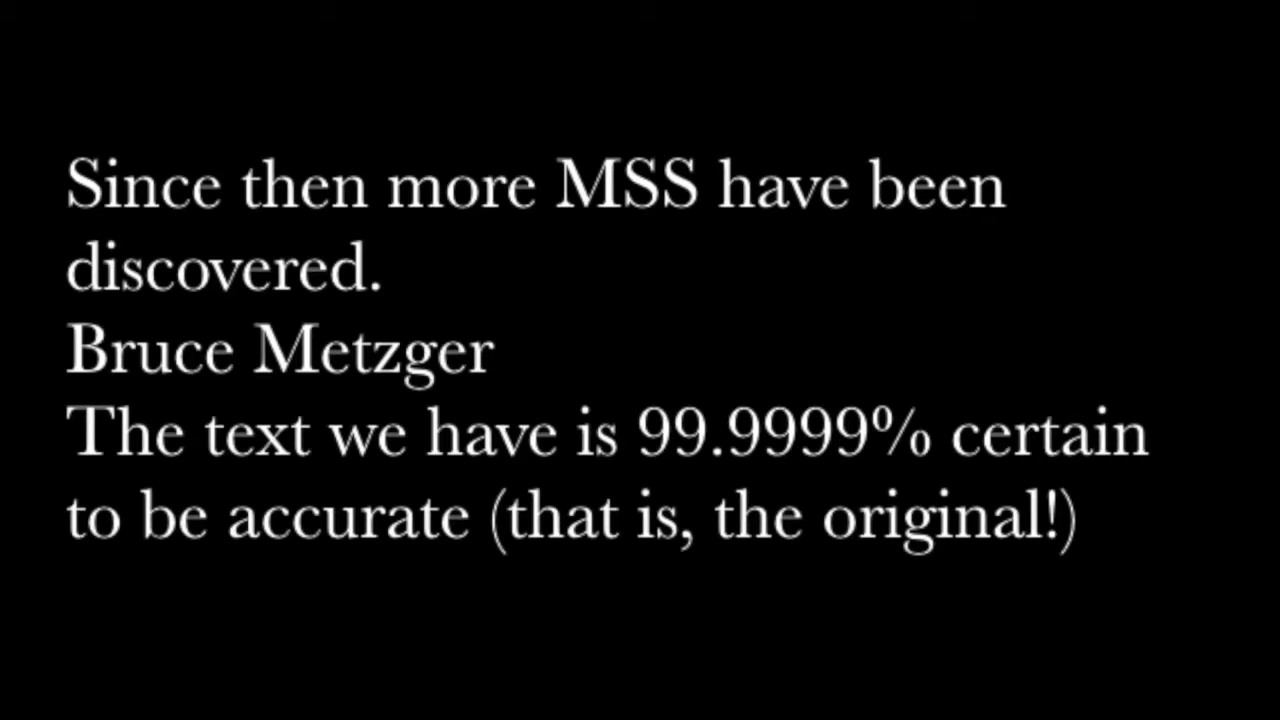 Since then more MSS have been
discovered.
Bruce Metzger
The text we have is 99.9999% certain
to be accurate (that is, the original!)